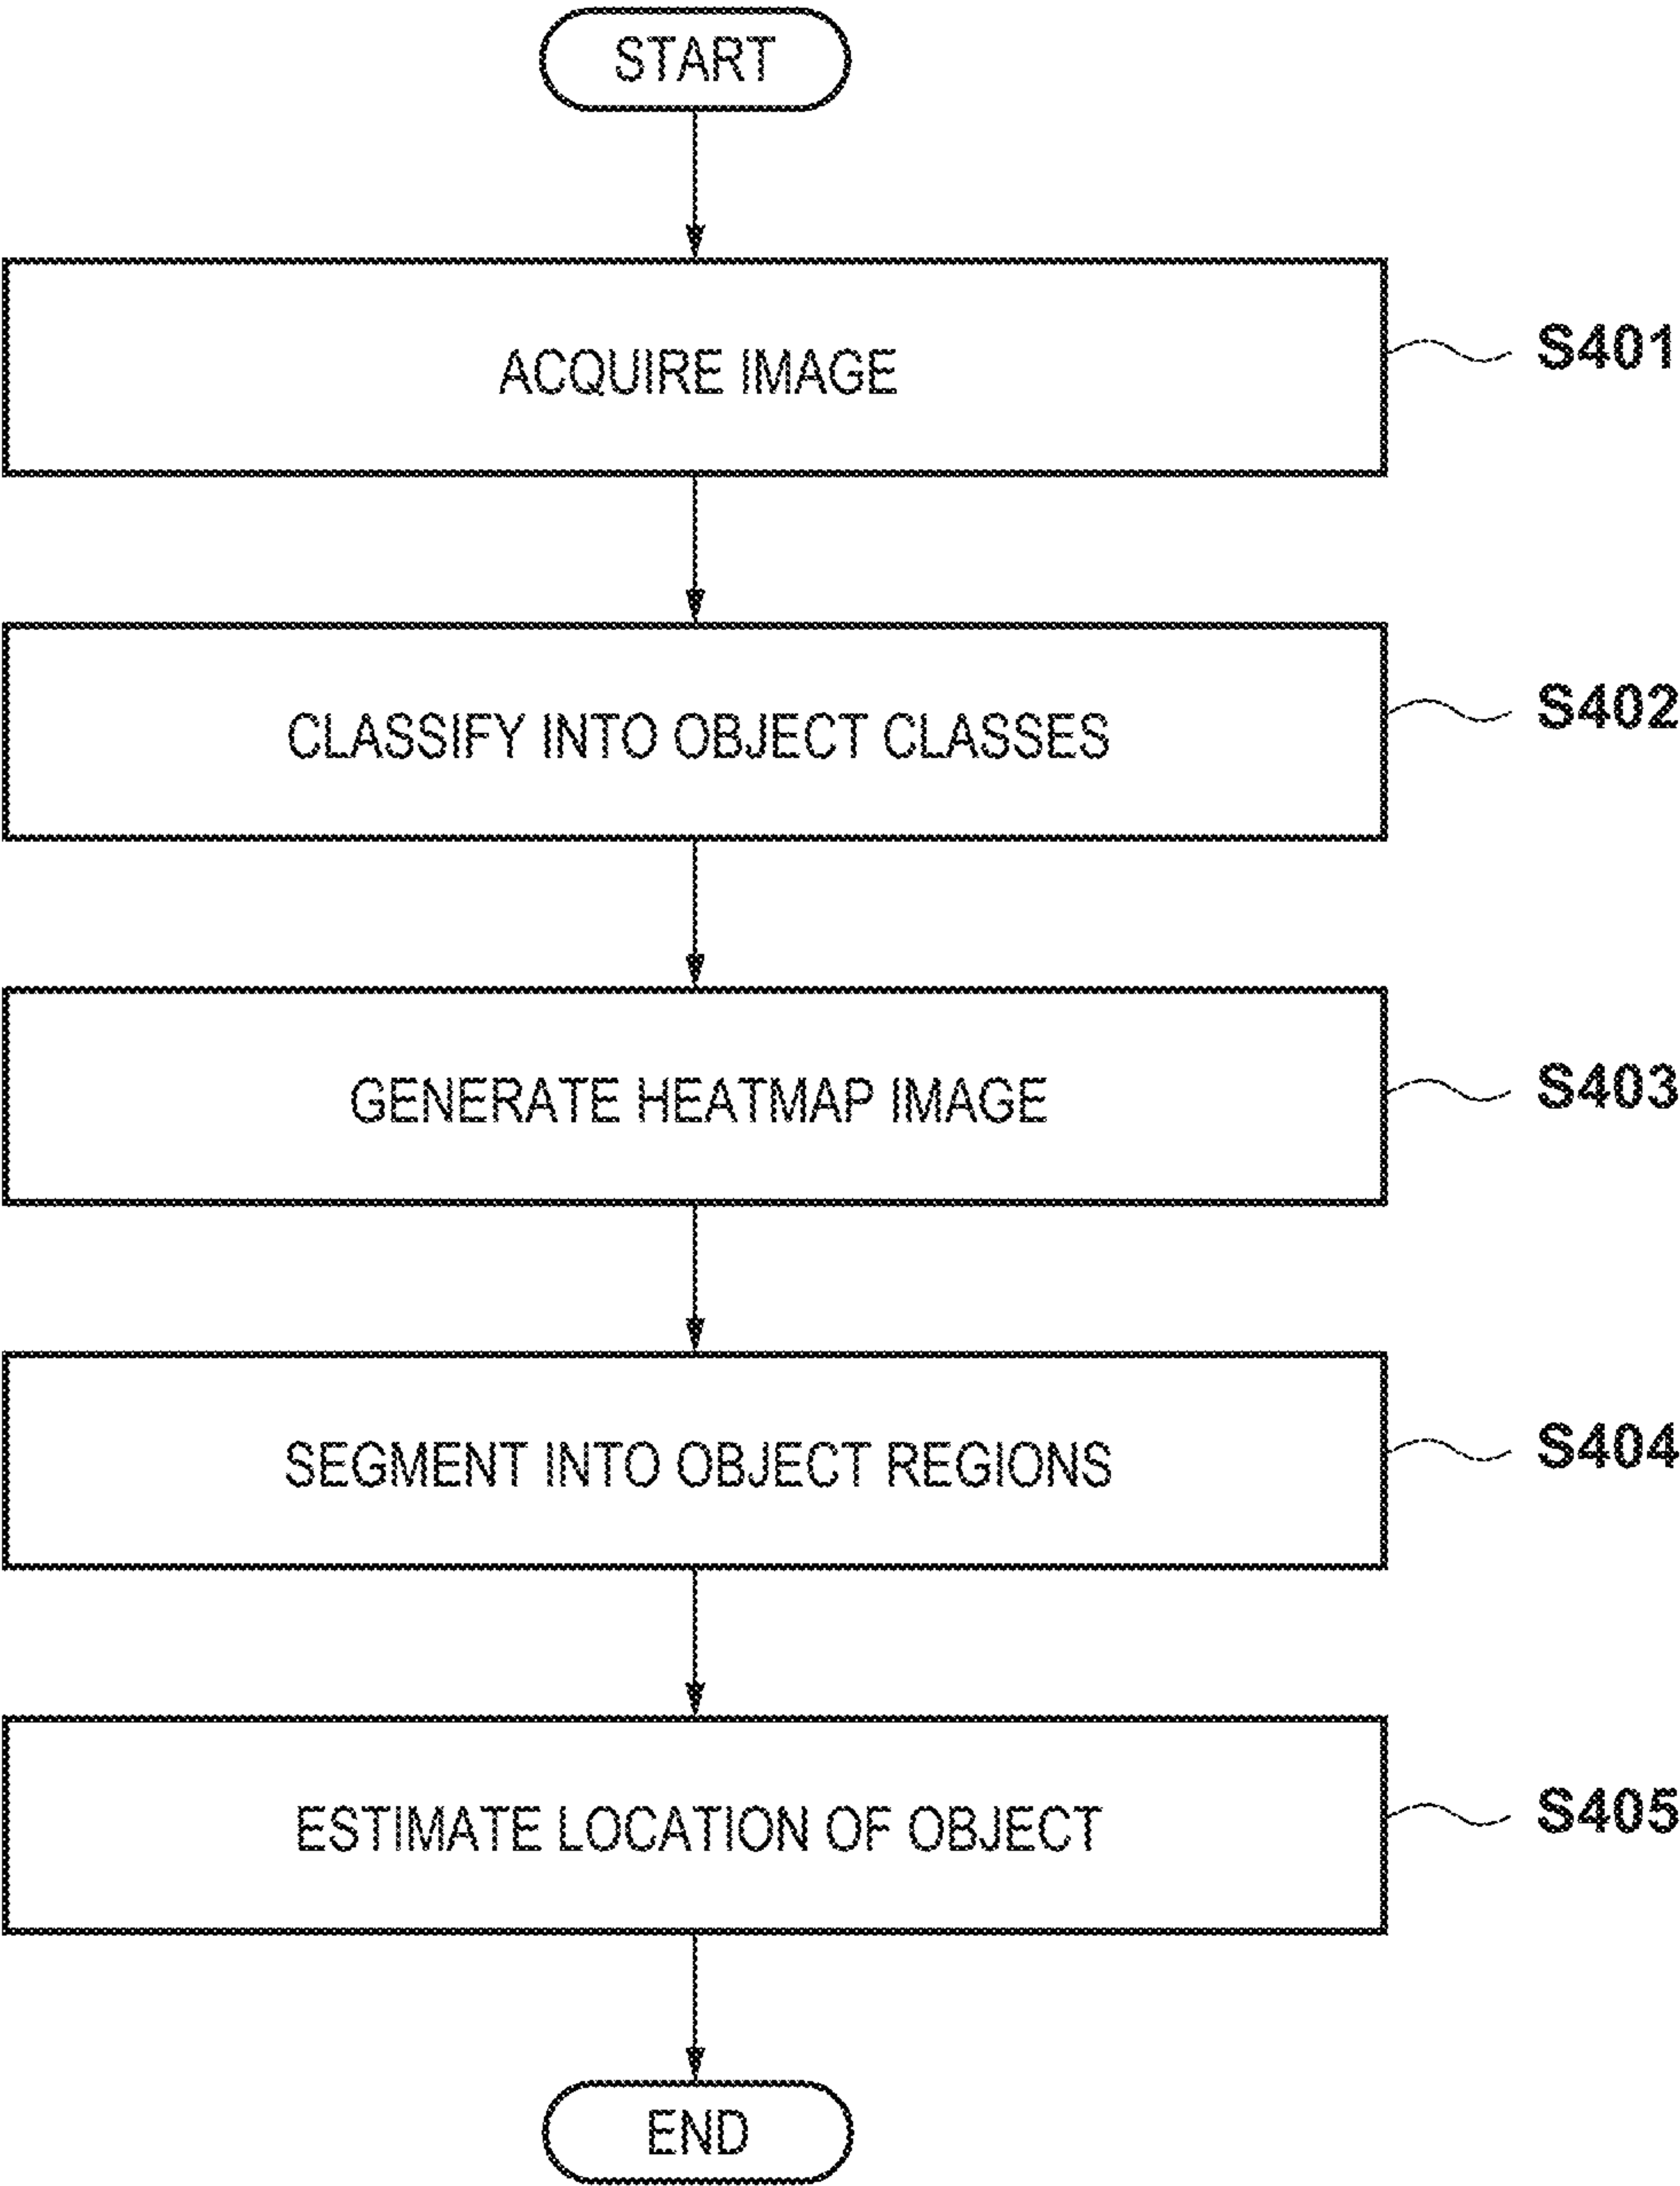 START
ACQUIRE IMAGE
S401
CLASSIFY INTO OBJECT CLASSES
S402
GENERATE HEATMAP IMAGE
S403
SEGMENT INTO OBJECT REGIONS
S404
ESTIMATE LOCATION OF OBJECT
S405
END